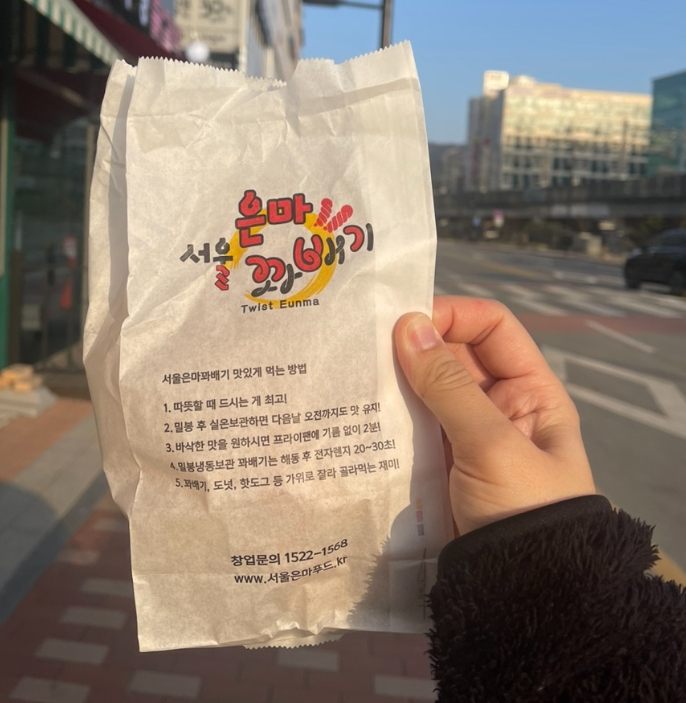 서울
은마
꽈배기
Twist Eunma
서울은마꽈배기 맛있게 먹는 방법
1. 따뜻할 때 드시는 게 최고!
2. 밀봉 후 실온보관하면 다음날 오전까지도 맛 유지!
3. 바삭한 맛을 원하시면 프라이팬에 기름 없이 2분!
4. 밀봉냉동보관 꽈배기는 해동 후 전자렌지 20~30초!
5. 꽈배기, 도넛, 핫도그 등 가위로 잘라 골라먹는 재미!
창업문의 1522-1568
www.서울은마푸드.kr